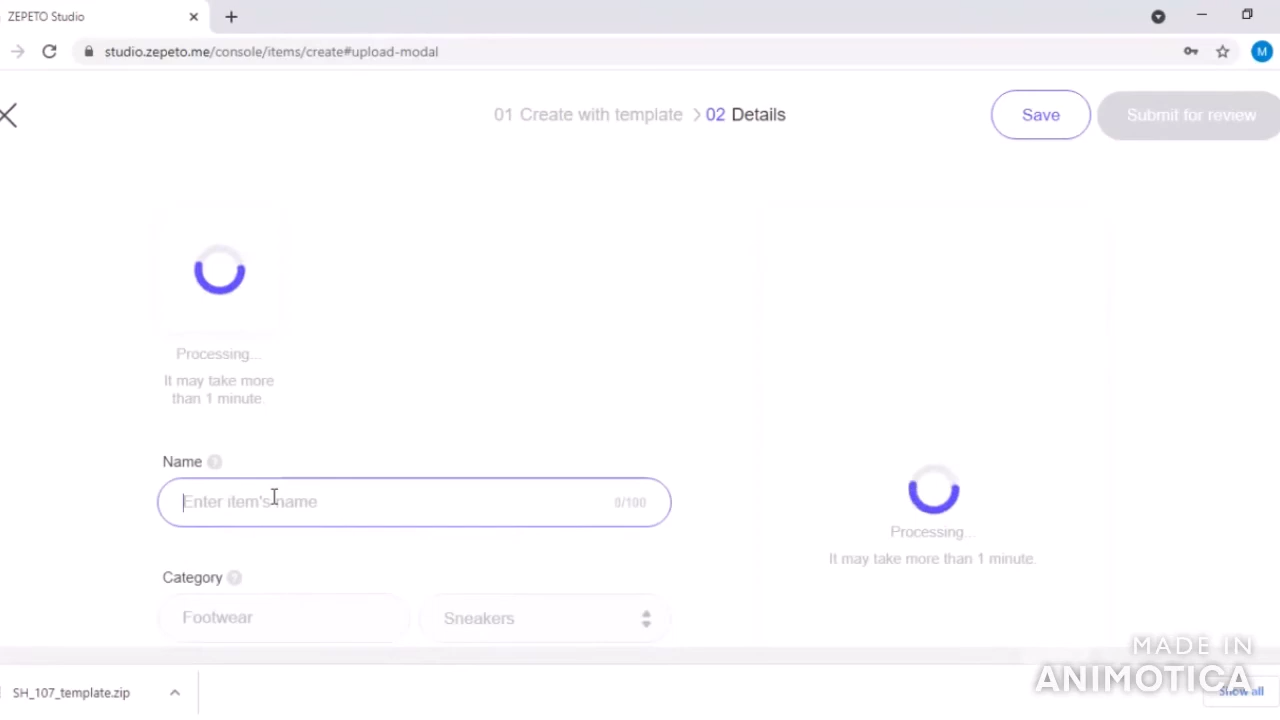 ZEPETO Studio
studio.zepeto.me/console/items/create#upload-modal
M
01 Create with template
02 Details
Save
Submit for review
Processing...
It may take more
than 1 minute.
Name ?
Enter item's name
0/100
Processing...
It may take more than 1 minute.
Category ?
Footwear
Sneakers
MADE IN
ANIMOTICA
SH_107_template.zip
Show all